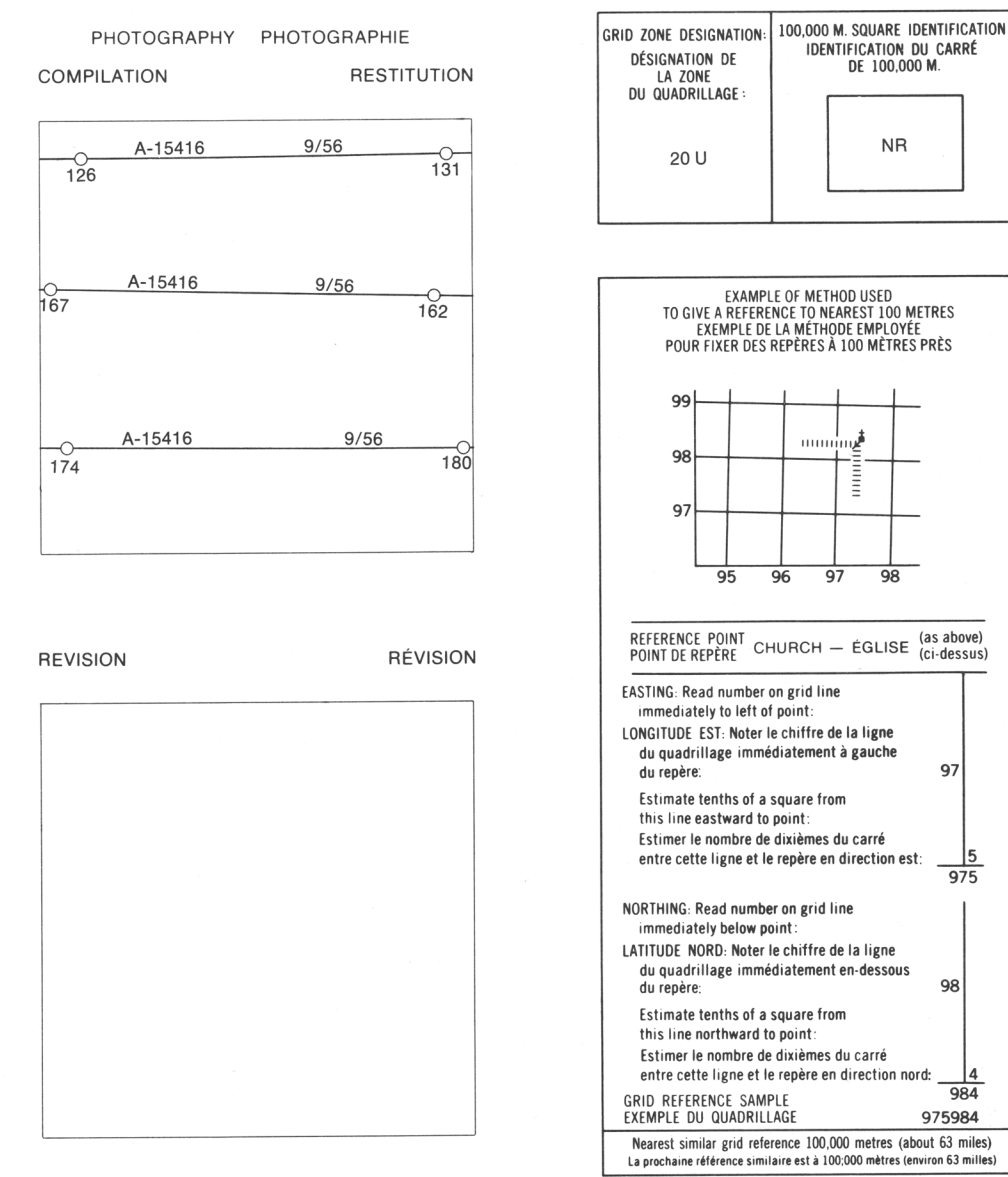 PHOTOGRAPHY PHOTOGRAPHIE
COMPILATION RESTITUTION
A-15416 9/56
126 131
A-15416 9/56
167 162
A-15416 9/56
174 180
REVISION RÉVISION
GRID ZONE DESIGNATION:
DÉSIGNATION DE
LA ZONE
DU QUADRILLAGE :
20 U
100,000 M. SQUARE IDENTIFICATION
IDENTIFICATION DU CARRÉ
DE 100,000 M.
NR
EXAMPLE OF METHOD USED
TO GIVE A REFERENCE TO NEAREST 100 METRES
EXEMPLE DE LA MÉTHODE EMPLOYÉE
POUR FIXER DES REPÈRES À 100 MÈTRES PRÈS
99
98
97
95 96 97 98
REFERENCE POINT
POINT DE REPÈRE
CHURCH — ÉGLISE
(as above)
(ci-dessus)
EASTING: Read number on grid line
immediately to left of point:
LONGITUDE EST: Noter le chiffre de la ligne
du quadrillage immédiatement à gauche
du repère: 97
Estimate tenths of a square from
this line eastward to point:
Estimer le nombre de dixièmes du carré
entre cette ligne et le repère en direction est: 5
975
NORTHING: Read number on grid line
immediately below point:
LATITUDE NORD: Noter le chiffre de la ligne
du quadrillage immédiatement en-dessous
du repère: 98
Estimate tenths of a square from
this line northward to point:
Estimer le nombre de dixièmes du carré
entre cette ligne et le repère en direction nord: 4
984
GRID REFERENCE SAMPLE
EXEMPLE DU QUADRILLAGE 975984
Nearest similar grid reference 100,000 metres (about 63 miles)
La prochaine référence similaire est à 100;000 mètres (environ 63 milles)